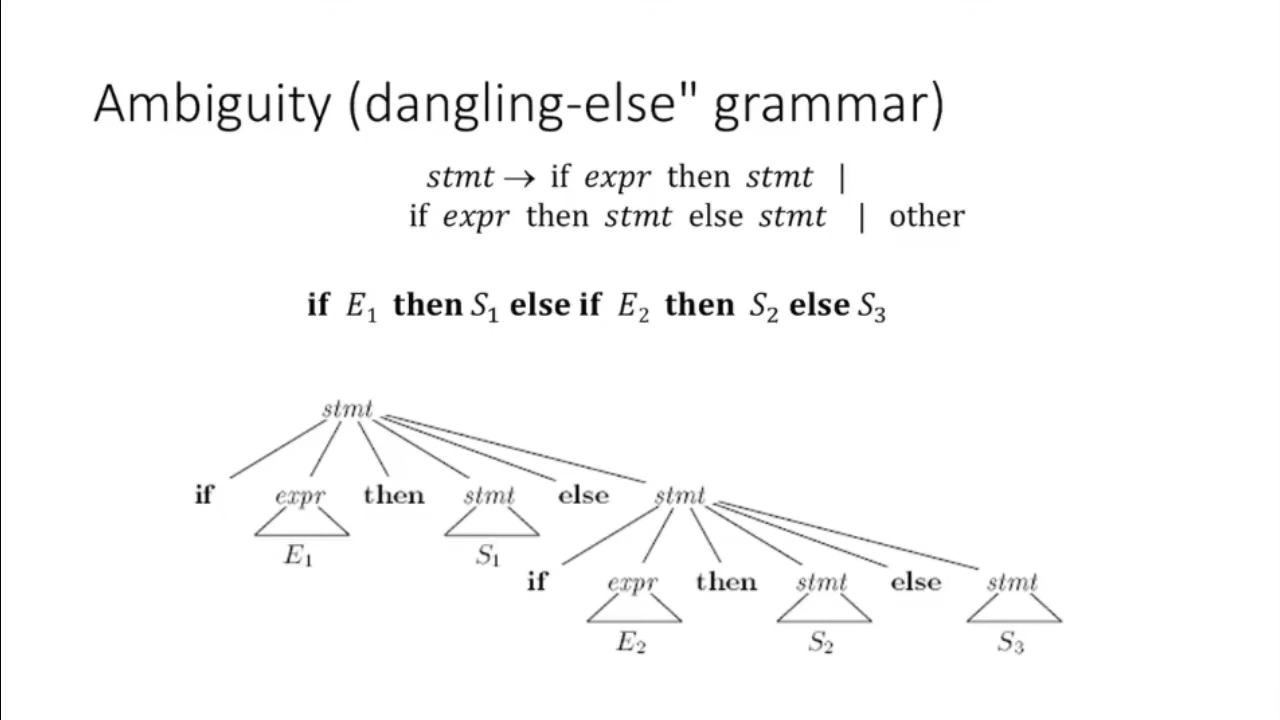 Ambiguity (dangling-else" grammar)
stmt → if expr then stmt |
if expr then stmt else stmt | other
if E₁ then S₁ else if E₂ then S₂ else S₃
stmt
if expr then stmt else stmt
E₁ S₁
if expr then stmt else stmt
E₂ S₂ S₃